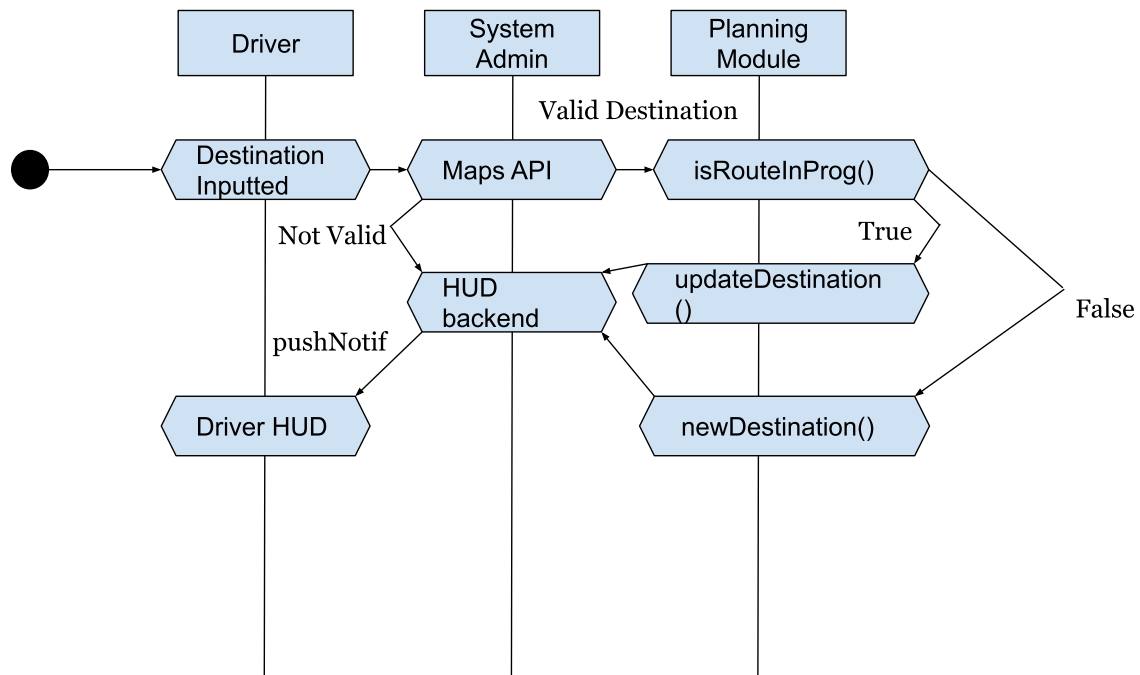 Driver
System
Admin
Planning
Module
Valid Destination
Destination
Inputted
Maps API
isRouteInProg()
Not Valid
True
HUD
backend
updateDestination
()
False
pushNotif
Driver HUD
newDestination()